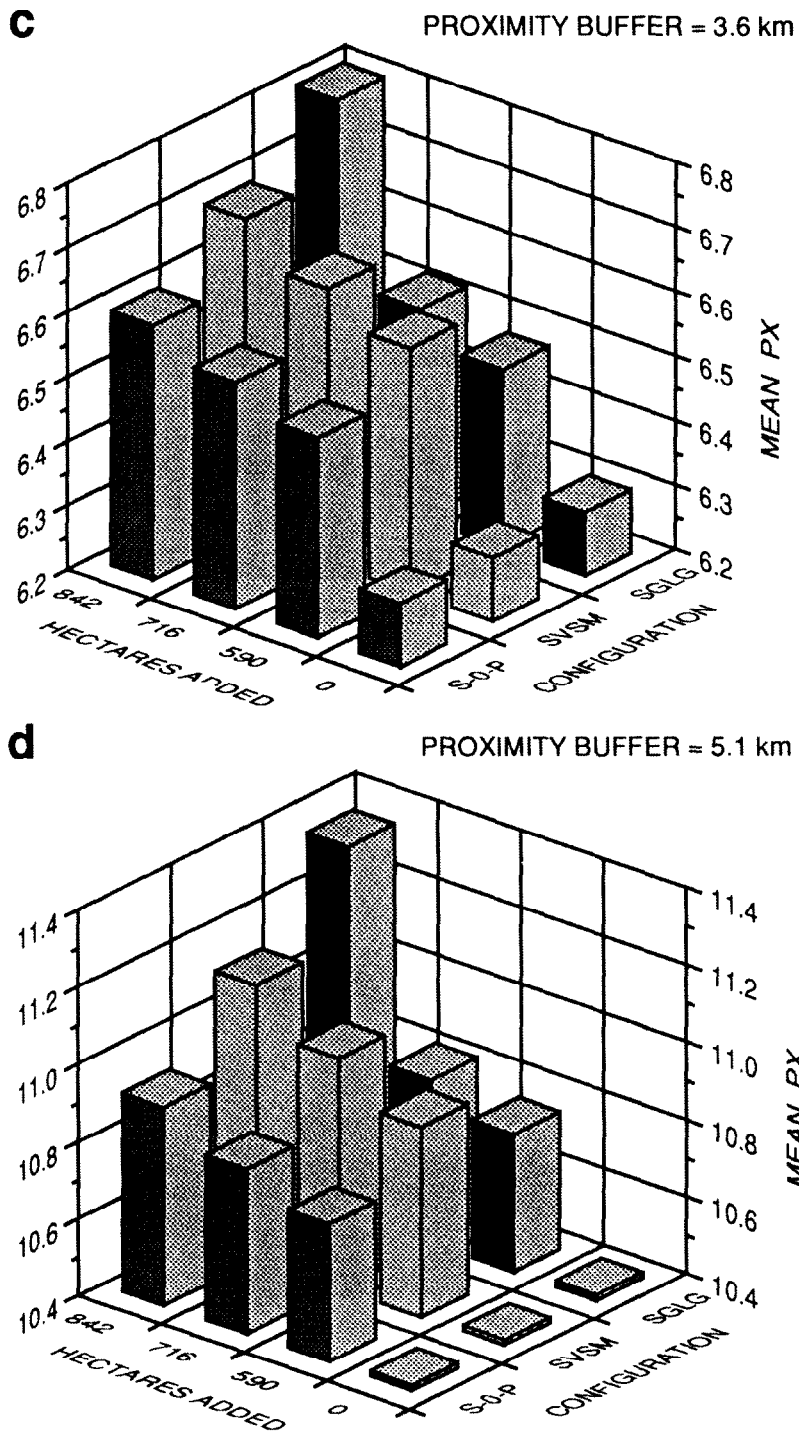 c
PROXIMITY BUFFER = 3.6 km
6.8
6.7
6.6
6.5
6.4
6.3
6.2
6.8
6.7
6.6
6.5
6.4
6.3
6.2
MEAN PX
842
716
590
0
HECTARES ADDED
S-0-P
SVSM
SGLG
CONFIGURATION
d
PROXIMITY BUFFER = 5.1 km
11.4
11.2
11.0
10.8
10.6
10.4
11.4
11.2
11.0
10.8
10.6
10.4
MEAN PX
842
716
590
0
HECTARES ADDED
S-0-P
SVSM
SGLG
CONFIGURATION